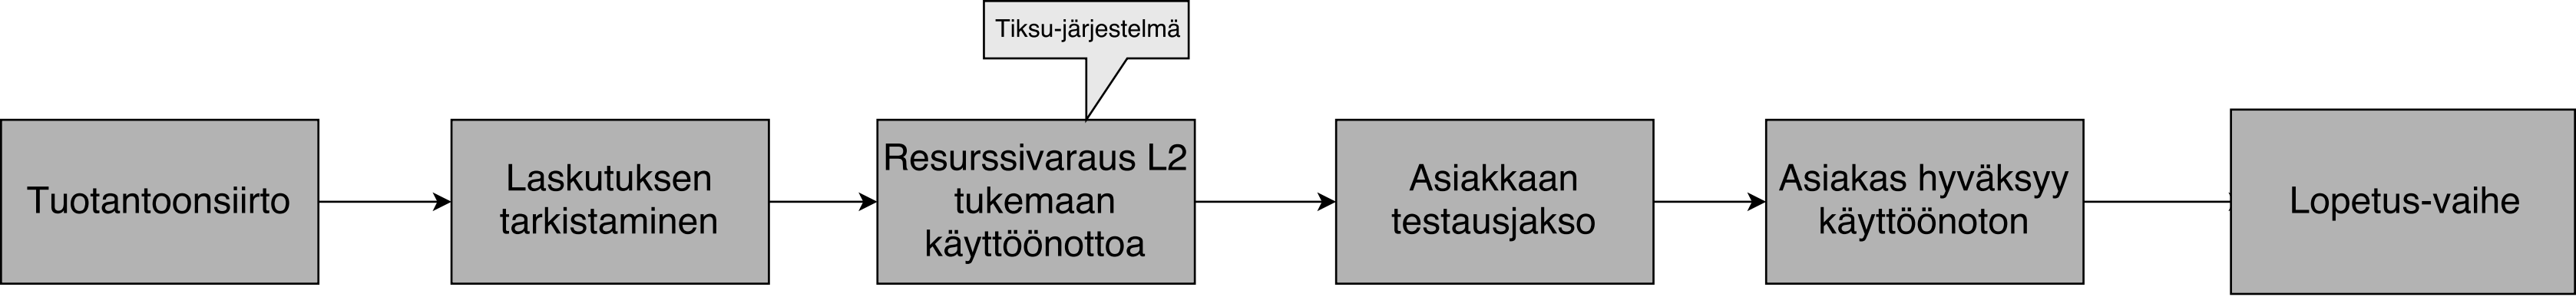 Tiksu-järjestelmä
Tuotantoonsiirto
Laskutuksen
tarkistaminen
Resurssivaraus L2
tukemaan
käyttöönottoa
Asiakkaan
testausjakso
Asiakas hyväksyy
käyttöönoton
Lopetus-vaihe